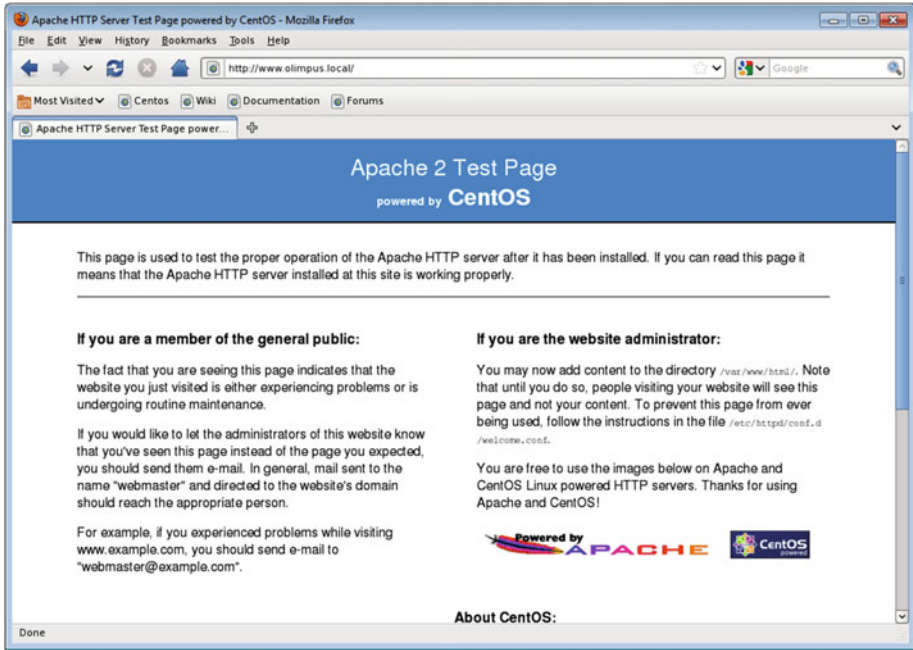 Apache HTTP Server Test Page powered by CentOS - Mozilla Firefox
File Edit View History Bookmarks Tools Help
http://www.olimpus.local/
Google
Most Visited Centos Wiki Documentation Forums
Apache HTTP Server Test Page power...
Apache 2 Test Page
powered by CentOS
This page is used to test the proper operation of the Apache HTTP server after it has been installed. If you can read this page it
means that the Apache HTTP server installed at this site is working properly.
If you are a member of the general public:
The fact that you are seeing this page indicates that the
website you just visited is either experiencing problems or is
undergoing routine maintenance.
If you would like to let the administrators of this website know
that you've seen this page instead of the page you expected,
you should send them e-mail. In general, mail sent to the
name "webmaster" and directed to the website's domain
should reach the appropriate person.
For example, if you experienced problems while visiting
www.example.com, you should send e-mail to
"webmaster@example.com".
If you are the website administrator:
You may now add content to the directory /var/www/html/. Note
that until you do so, people visiting your website will see this
page and not your content. To prevent this page from ever
being used, follow the instructions in the file /etc/httpd/conf.d
/welcome.conf.
You are free to use the images below on Apache and
CentOS Linux powered HTTP servers. Thanks for using
Apache and CentOS!
Powered by
APACHE
CentOS
powered
About CentOS:
Done